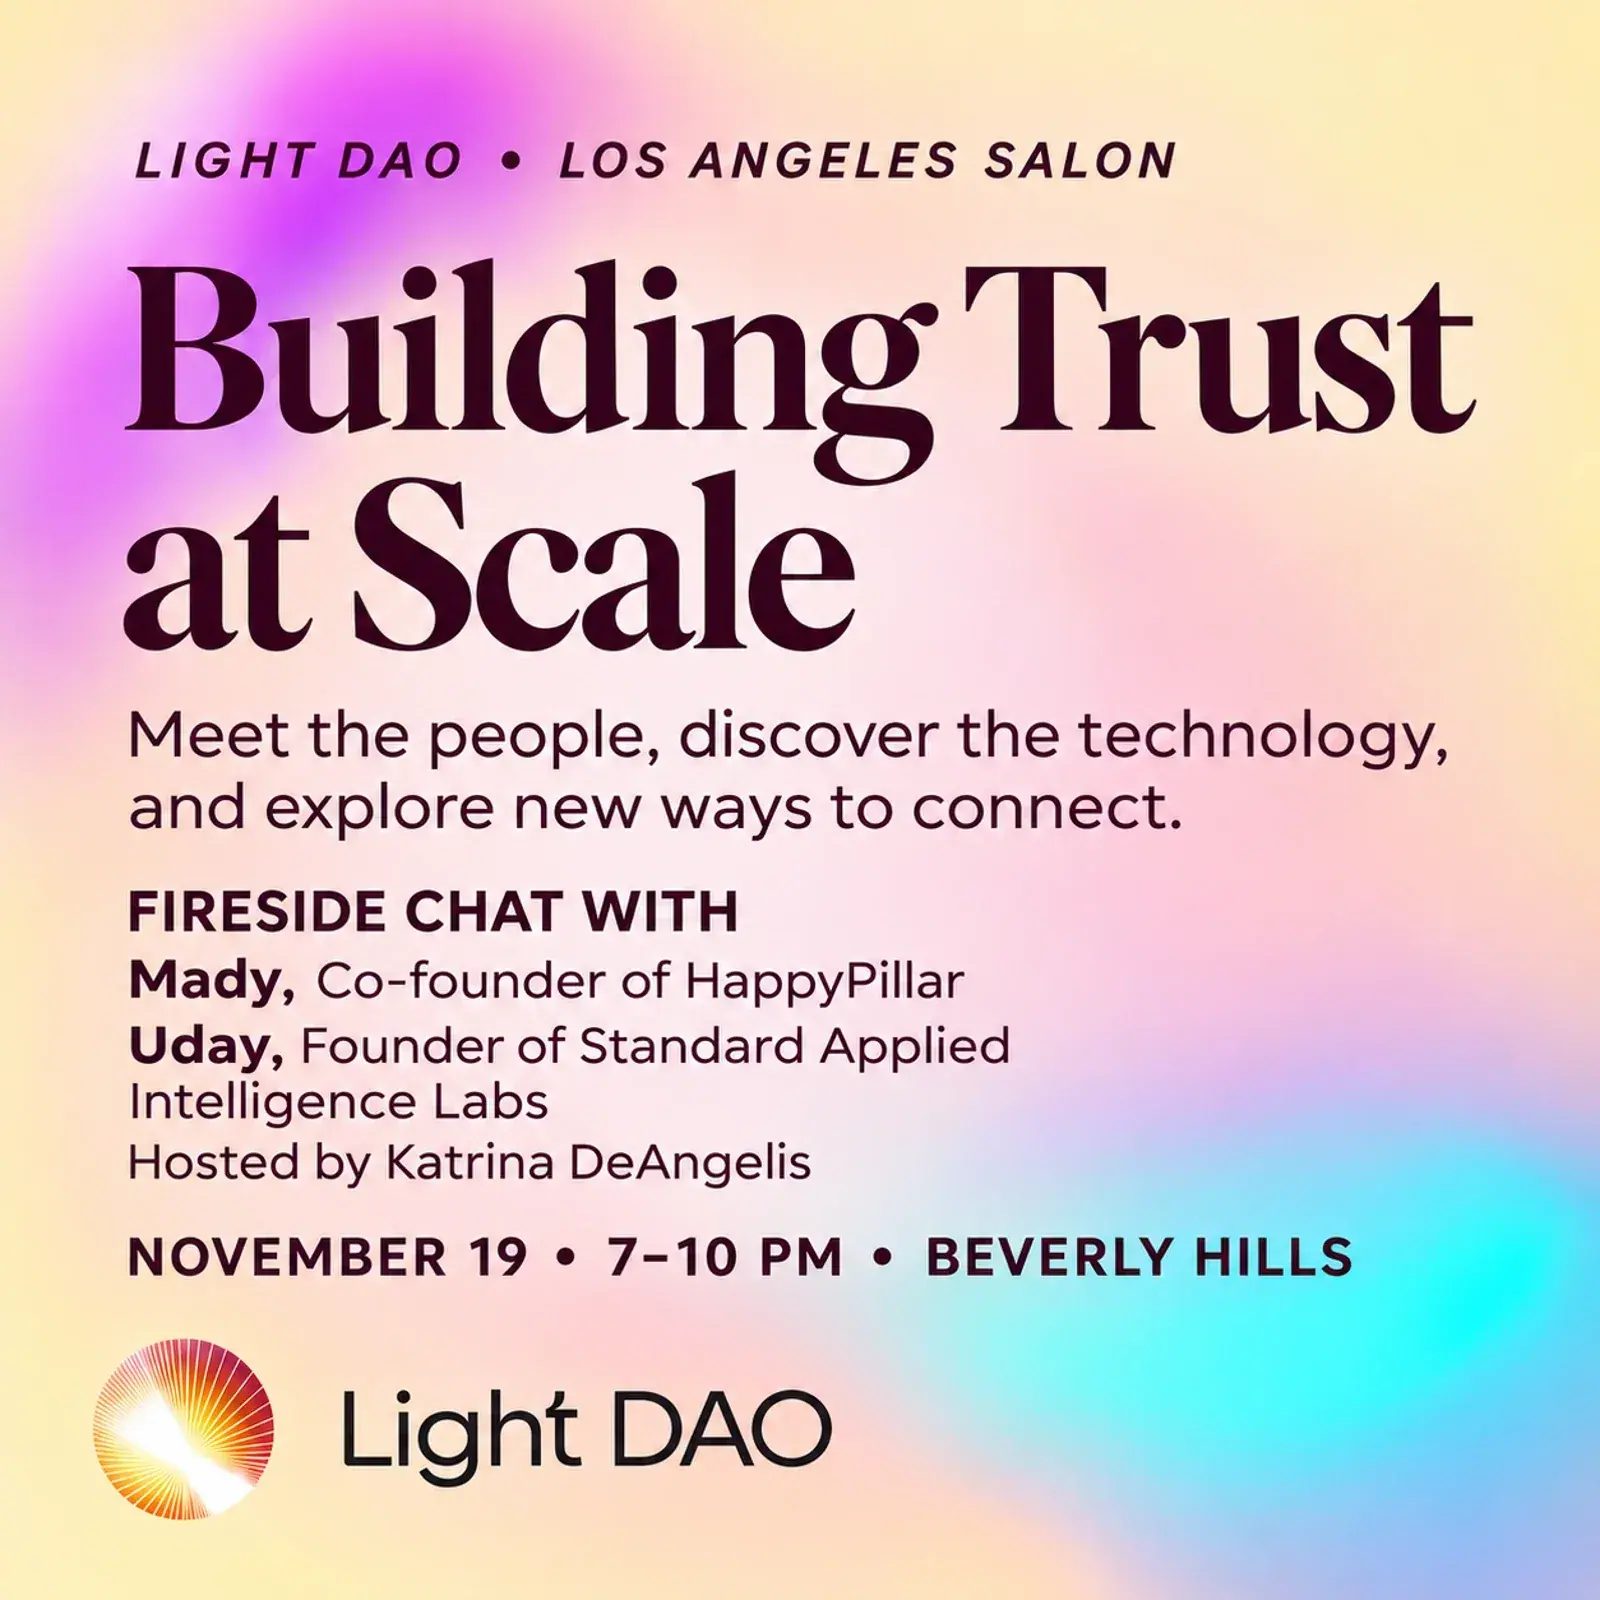 LIGHT DAO • LOS ANGELES SALON
Building Trust
at Scale
Meet the people, discover the technology,
and explore new ways to connect.
FIRESIDE CHAT WITH
Mady, Co-founder of HappyPillar
Uday, Founder of Standard Applied
Intelligence Labs
Hosted by Katrina DeAngelis
NOVEMBER 19 • 7–10 PM • BEVERLY HILLS
Light DAO